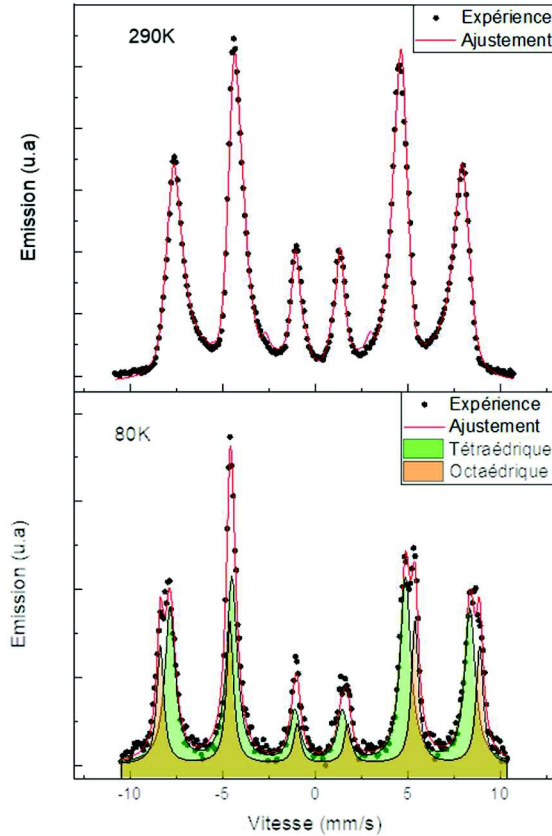 290K
Expérience
Ajustement
Emission (u.a)
80K
Expérience
Ajustement
Tétraédrique
Octaédrique
Emission (u.a)
-10 -5 0 5 10
Vitesse (mm/s)